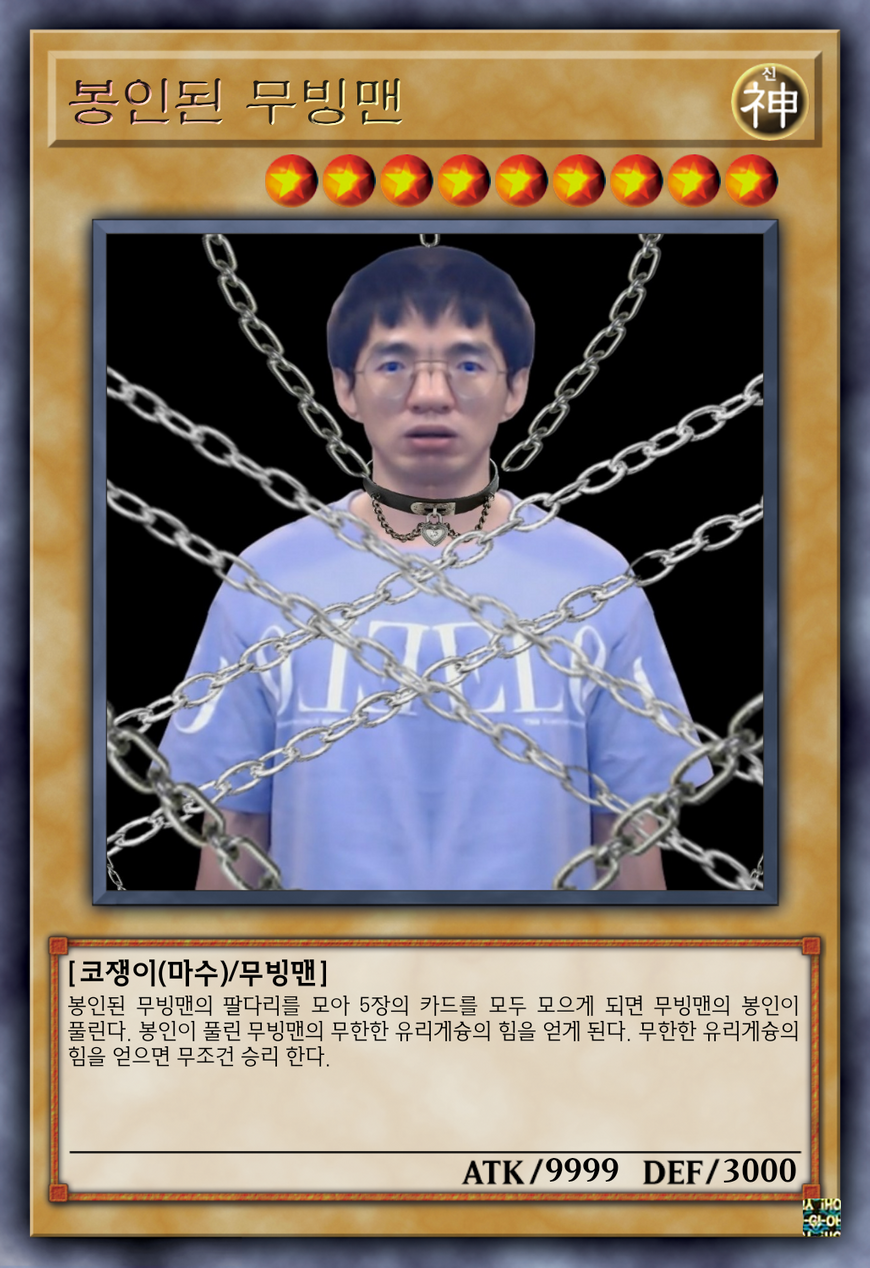 봉인된 무빙맨
신
神
OLTELO
[코쟁이(마수)/무빙맨]
봉인된 무빙맨의 팔다리를 모아 5장의 카드를 모두 모으게 되면 무빙맨의 봉인이
풀린다. 봉인이 풀린 무빙맨의 무한한 유리게슝의 힘을 얻게 된다. 무한한 유리게슝의
힘을 얻으면 무조건 승리 한다.
ATK/9999 DEF/3000